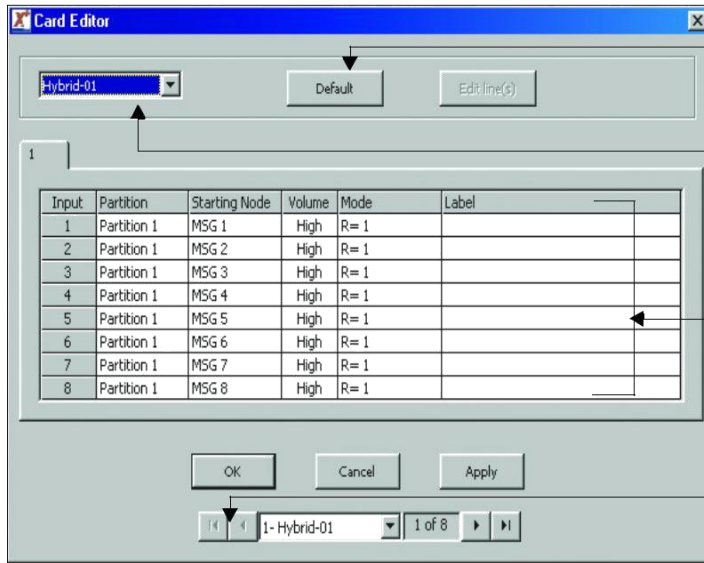 Card Editor
Hybrid-01 Default Edit line(s)
1
Input Partition Starting Node Volume Mode Label
1 Partition 1 MSG 1 High R= 1
2 Partition 1 MSG 2 High R= 1
3 Partition 1 MSG 3 High R= 1
4 Partition 1 MSG 4 High R= 1
5 Partition 1 MSG 5 High R= 1
6 Partition 1 MSG 6 High R= 1
7 Partition 1 MSG 7 High R= 1
8 Partition 1 MSG 8 High R= 1
OK Cancel Apply
1- Hybrid-01 1 of 8